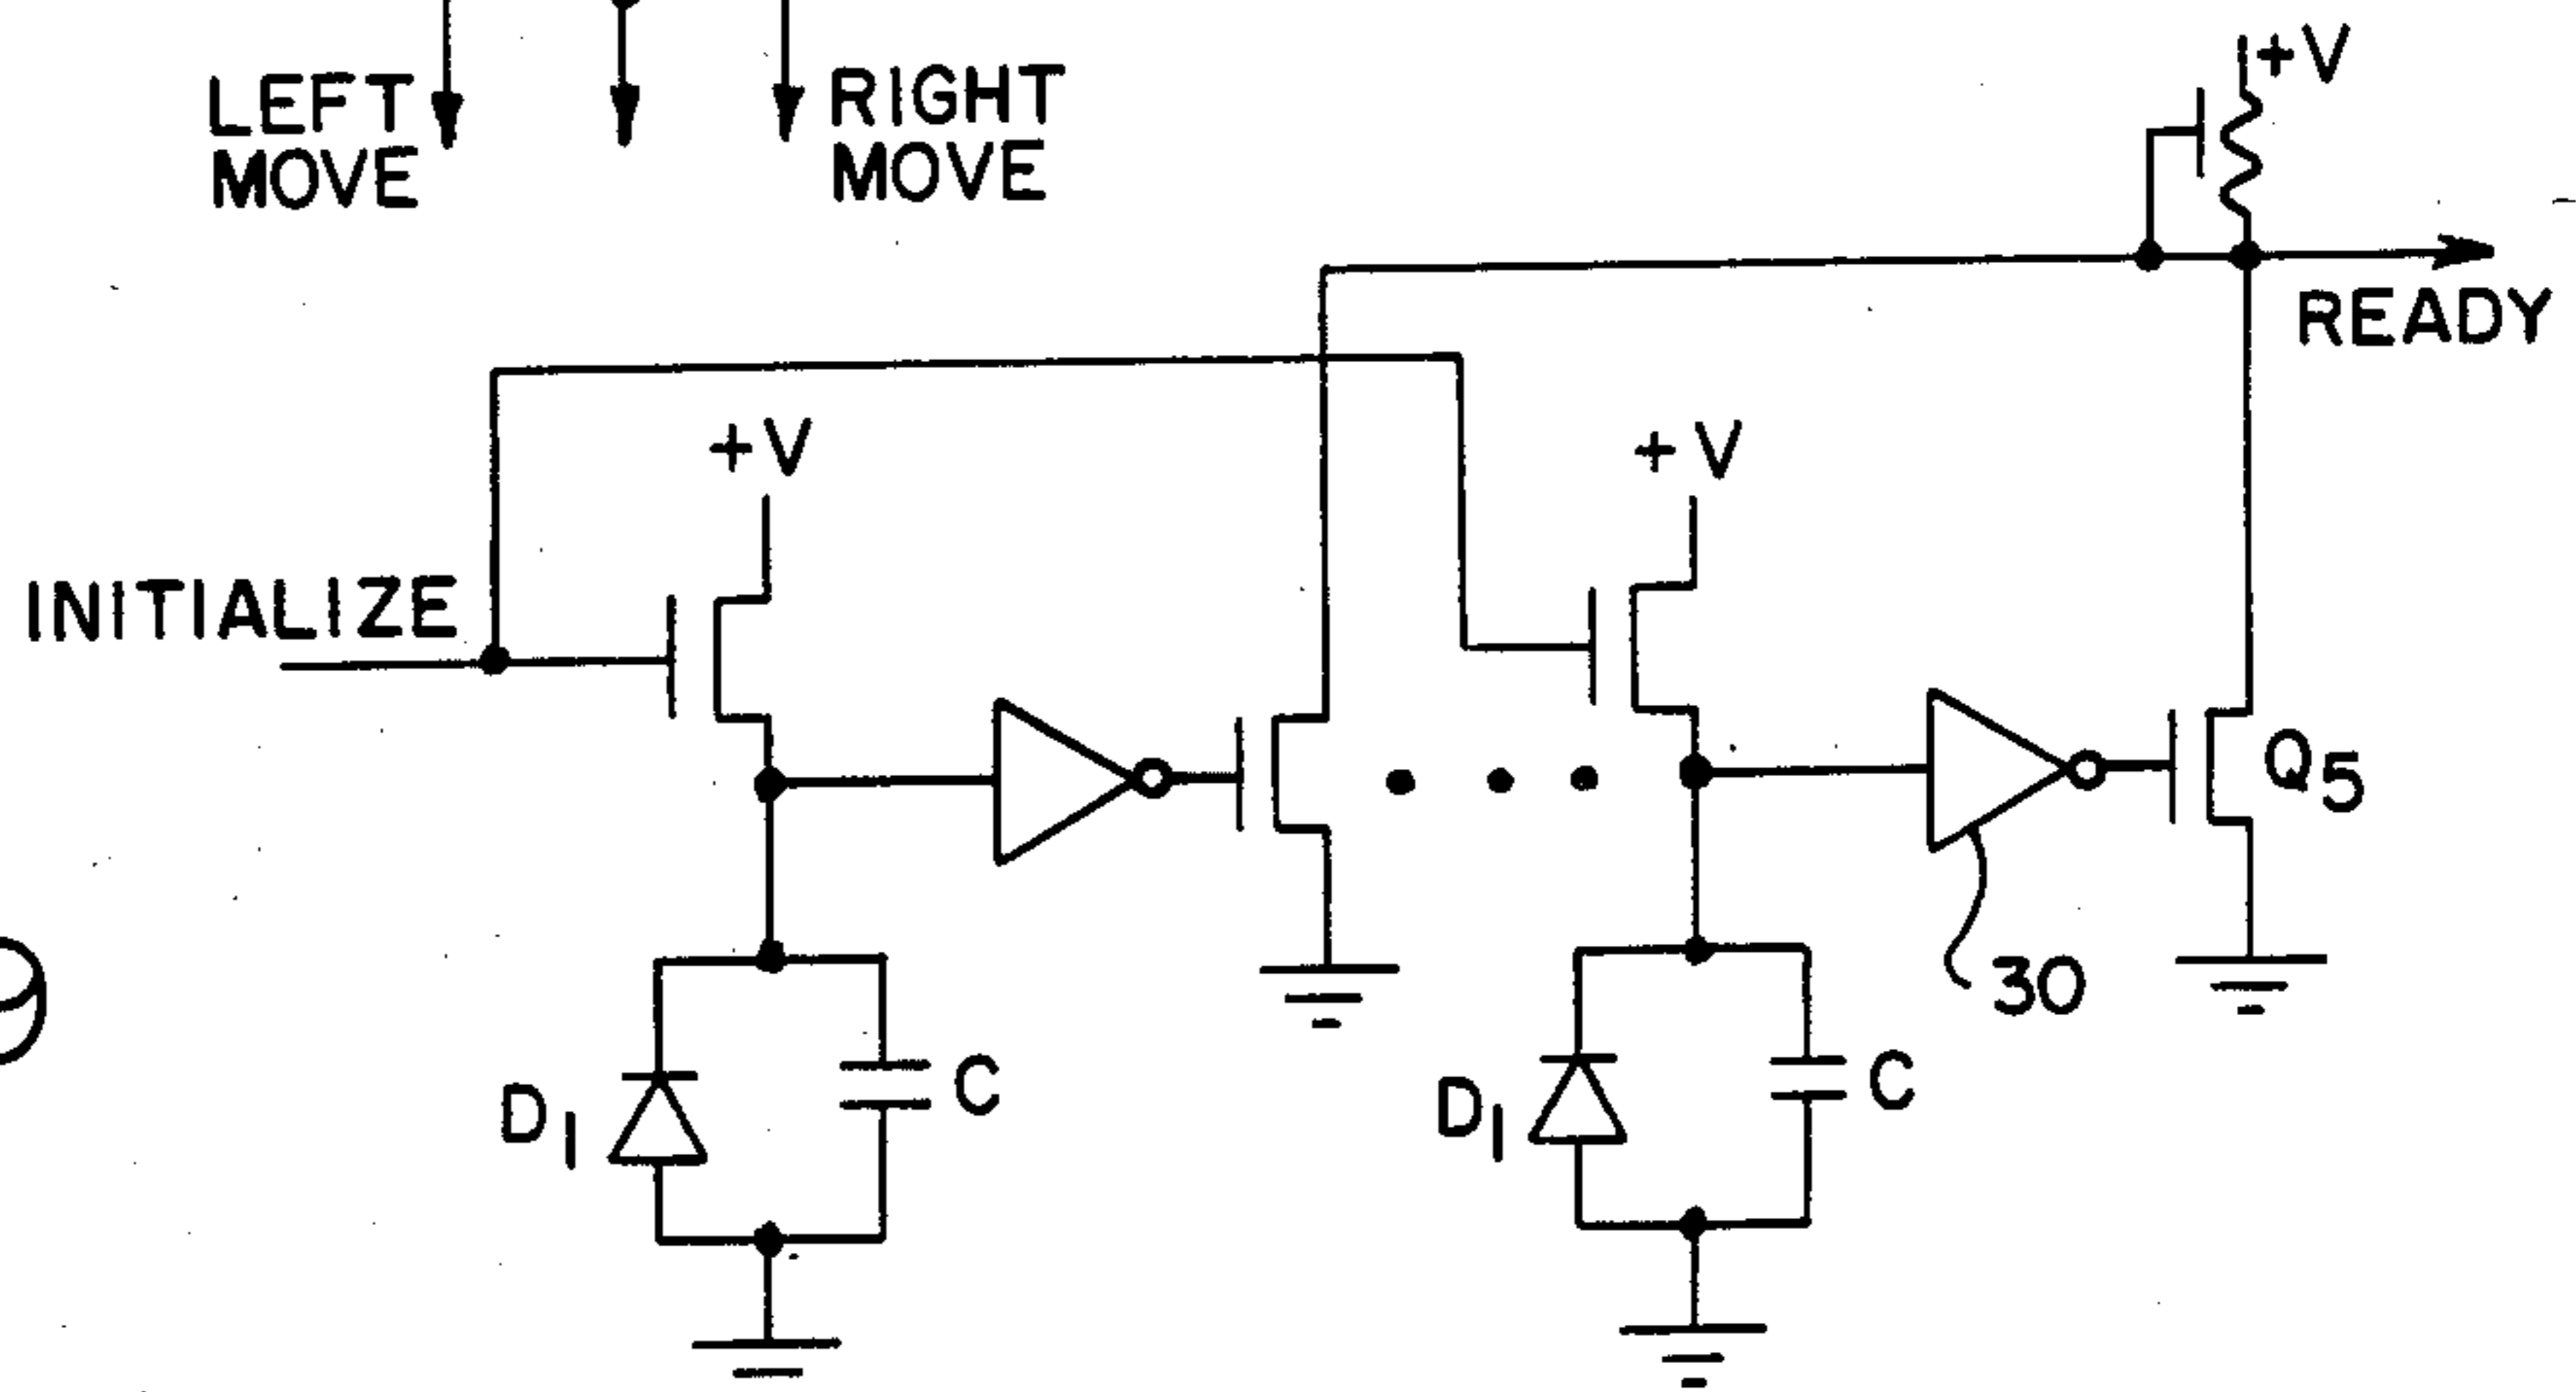 LEFT
MOVE
RIGHT
MOVE
+V
READY
+V
+V
INITIALIZE
Q5
30
D1
C
D1
C